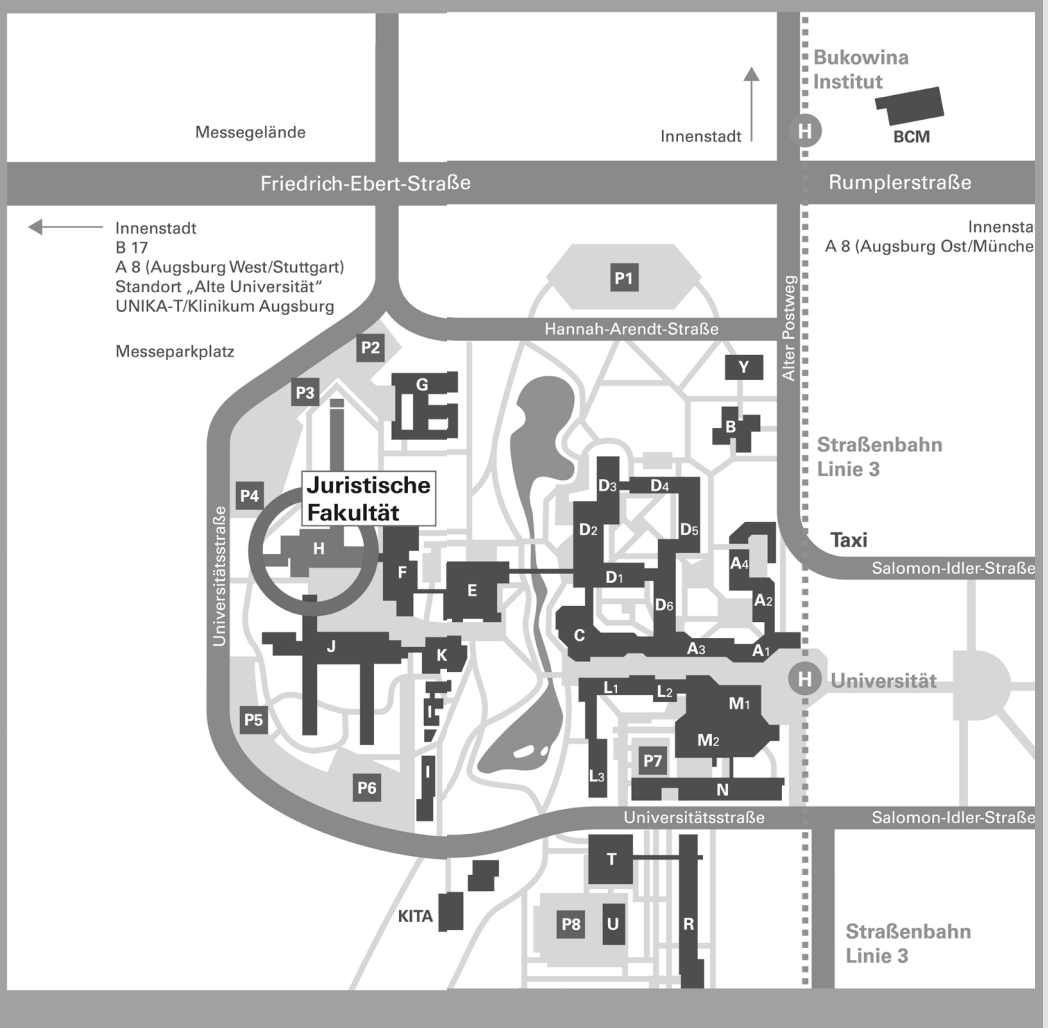 Bukowina
Institut
BCM
Messegelände
Innenstadt
H
Friedrich-Ebert-Straße
Rumplerstraße
Innenstadt
B 17
A 8 (Augsburg West/Stuttgart)
Standort „Alte Universität“
UNIKA-T/Klinikum Augsburg
Messeparkplatz
Innensta
A 8 (Augsburg Ost/Münche
P1
Hannah-Arendt-Straße
Alter Postweg
P2
P3
G
Y
B
Straßenbahn
Linie 3
P4
Juristische
Fakultät
D3
D4
D2
D5
Taxi
Universitätsstraße
H
F
E
D1
A4
Salomon-Idler-Straße
D6
A2
C
J
K
A3
A1
H
Universität
L1
L2
M1
I
P5
M2
L3
P7
I
P6
N
Universitätsstraße
Salomon-Idler-Straße
T
KITA
P8
U
R
Straßenbahn
Linie 3